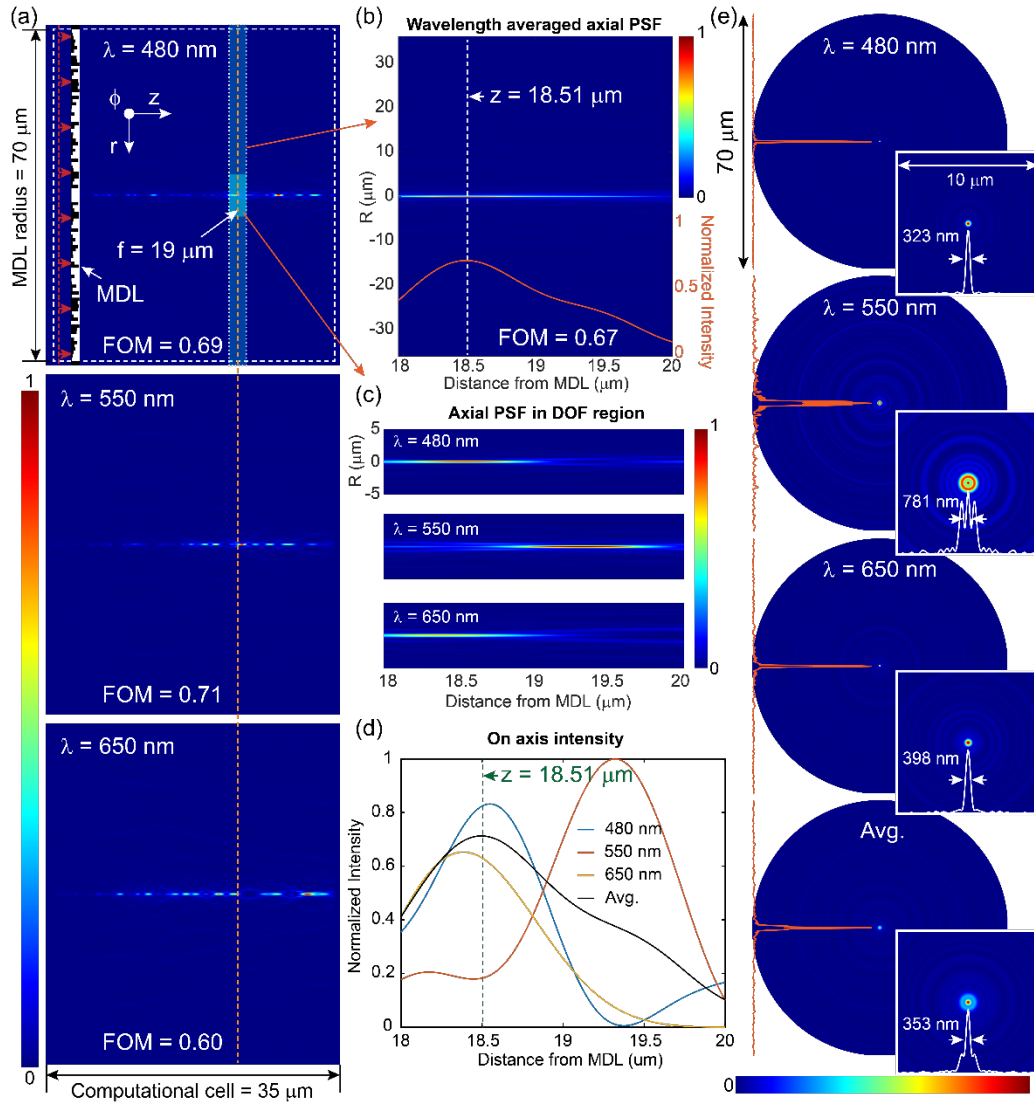 (a)
λ = 480 nm
ϕ
z
r
MDL radius = 70 μm
f = 19 μm
MDL
FOM = 0.69
1
λ = 550 nm
FOM = 0.71
λ = 650 nm
FOM = 0.60
0
Computational cell = 35 μm
(b)
Wavelength averaged axial PSF
30
20
10
0
-10
-20
-30
R (μm)
z = 18.51 μm
1
0
1
0.5
0
Normalized Intensity
FOM = 0.67
18 18.5 19 19.5 20
Distance from MDL (μm)
(c)
Axial PSF in DOF region
5
0
-5
R (μm)
λ = 480 nm
λ = 550 nm
λ = 650 nm
1
0
18 18.5 19 19.5 20
Distance from MDL (μm)
(d)
On axis intensity
z = 18.51 μm
1
0.8
0.6
0.4
0.2
0
Normalized Intensity
480 nm
550 nm
650 nm
Avg.
18 18.5 19 19.5 20
Distance from MDL (um)
(e)
70 μm
λ = 480 nm
10 μm
323 nm
λ = 550 nm
781 nm
λ = 650 nm
398 nm
Avg.
353 nm